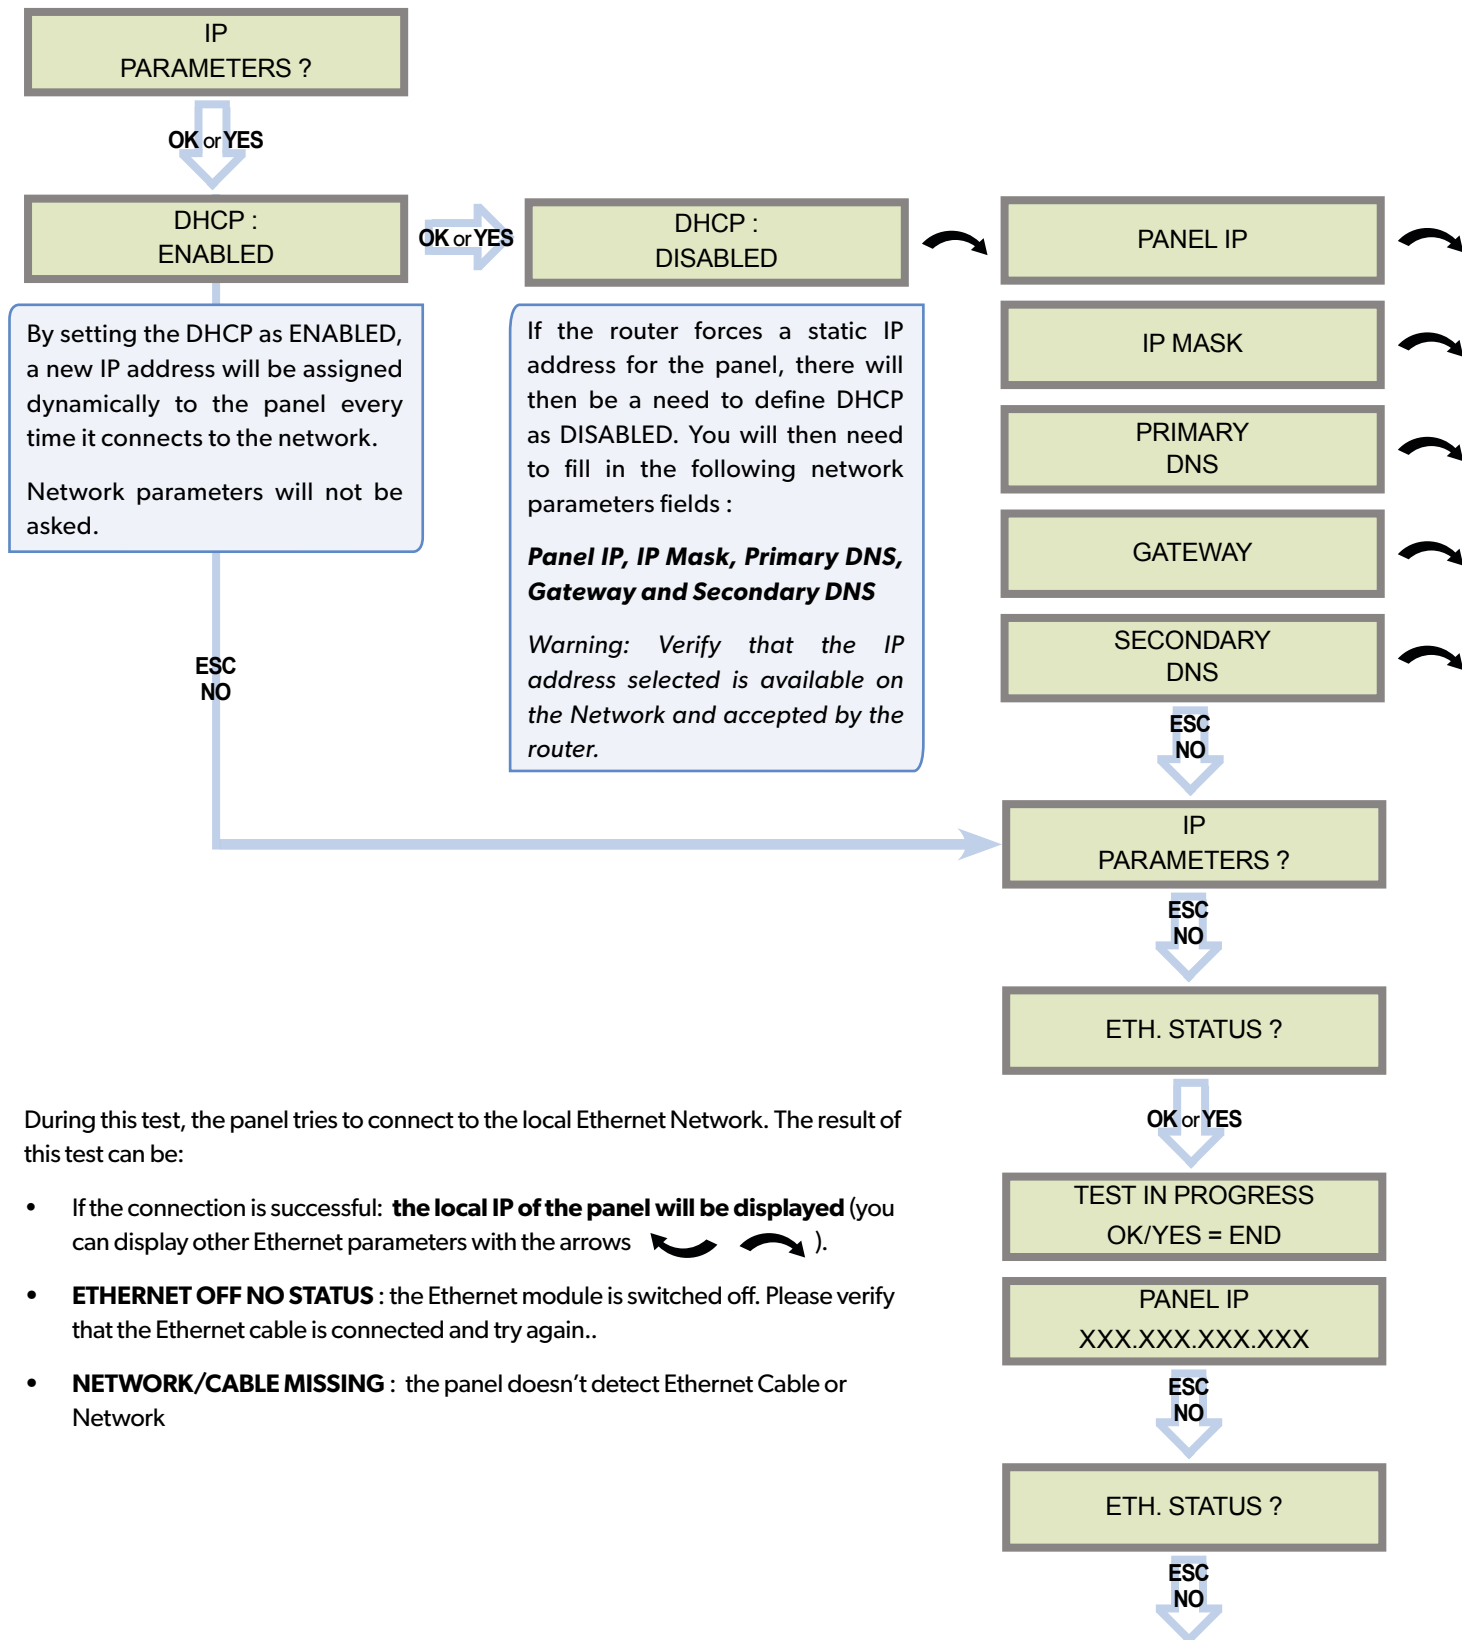 IP
PARAMETERS ?
OK or YES
DHCP :
ENABLED
OK or YES
DHCP :
DISABLED
PANEL IP
By setting the DHCP as ENABLED,
a new IP address will be assigned
dynamically to the panel every
time it connects to the network.
Network parameters will not be
asked.
If the router forces a static IP
address for the panel, there will
then be a need to define DHCP
as DISABLED. You will then need
to fill in the following network
parameters fields :
Panel IP, IP Mask, Primary DNS,
Gateway and Secondary DNS
Warning: Verify that the IP
address selected is available on
the Network and accepted by the
router.
IP MASK
PRIMARY
DNS
GATEWAY
SECONDARY
DNS
ESC
NO
ESC
NO
IP
PARAMETERS ?
ESC
NO
ETH. STATUS ?
OK or YES
During this test, the panel tries to connect to the local Ethernet Network. The result of
this test can be:
• If the connection is successful: the local IP of the panel will be displayed (you
can display other Ethernet parameters with the arrows ).
• ETHERNET OFF NO STATUS : the Ethernet module is switched off. Please verify
that the Ethernet cable is connected and try again..
• NETWORK/CABLE MISSING : the panel doesn't detect Ethernet Cable or
Network
TEST IN PROGRESS
OK/YES = END
PANEL IP
XXX.XXX.XXX.XXX
ESC
NO
ETH. STATUS ?
ESC
NO